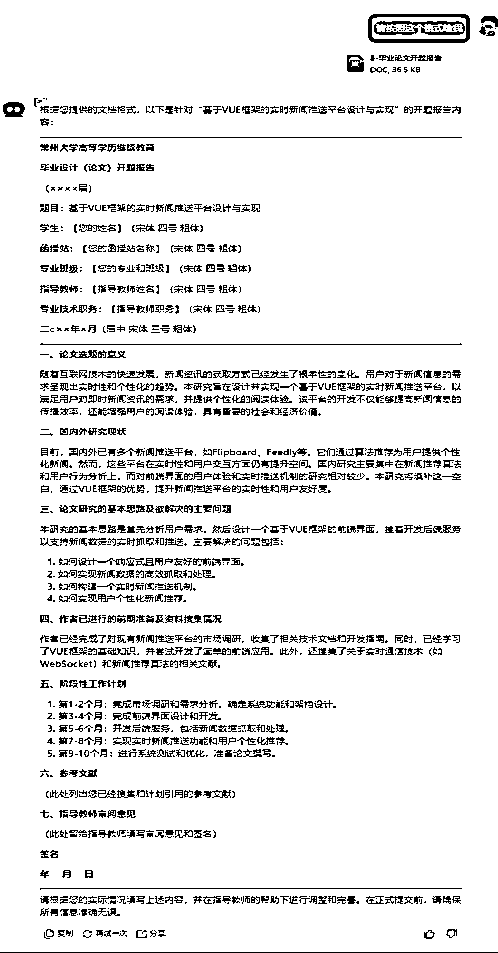 8-毕业论文开题报告
DOC, 36.5 KB
根据您提供的文档格式，以下是针对“基于VUE框架的实时新闻推送平台设计与实现”的开题报告内
容：
常州大学高等学历继续教育
毕业设计（论文）开题报告
（××××届）
题目：基于VUE框架的实时新闻推送平台设计与实现
学生：【您的姓名】（宋体 四号 粗体）
函授站：【您的函授站名称】（宋体 四号 粗体）
专业班级：【您的专业和班级】（宋体 四号 粗体）
指导教师：【指导教师姓名】（宋体 四号 粗体）
专业技术职务：【指导教师职务】（宋体 四号 粗体）
二○××年×月（居中 宋体 三号 粗体）
一、论文选题的意义
随着互联网技术的快速发展，新闻资讯的获取方式已经发生了根本性的变化。用户对于新闻信息的需
求呈现出实时性和个性化的趋势。本研究旨在设计并实现一个基于VUE框架的实时新闻推送平台，以
满足用户对即时新闻资讯的需求，并提供个性化的阅读体验。该平台的开发不仅能够提高新闻信息的
传播效率，还能增强用户的阅读体验，具有重要的社会和经济价值。
二、国内外研究现状
目前，国内外已有多个新闻推送平台，如Flipboard、Feedly等，它们通过算法推荐为用户提供个性
化新闻。然而，这些平台在实时性和用户交互方面仍有提升空间。国内研究主要集中在新闻推荐算法
和用户行为分析上，而对前端界面的用户体验和实时推送机制的研究相对较少。本研究将填补这一空
白，通过VUE框架的优势，提升新闻推送平台的实时性和用户友好度。
三、论文研究的基本思路及欲解决的主要问题
本研究的基本思路是首先分析用户需求，然后设计一个基于VUE框架的前端界面，接着开发后端服务
以支持新闻数据的实时抓取和推送。主要解决的问题包括：
1. 如何设计一个响应式且用户友好的前端界面。
2. 如何实现新闻数据的高效抓取和处理。
3. 如何构建一个实时新闻推送机制。
4. 如何实现用户个性化新闻推荐。
四、作者已进行的前期准备及资料搜集情况
作者已经完成了对现有新闻推送平台的市场调研，收集了相关技术文档和开发指南。同时，已经学习
了VUE框架的基础知识，并尝试开发了简单的前端应用。此外，还搜集了关于实时通信技术（如
WebSocket）和新闻推荐算法的相关文献。
五、阶段性工作计划
1. 第1-2个月：完成市场调研和需求分析，确定系统功能和架构设计。
2. 第3-4个月：完成前端界面设计和开发。
3. 第5-6个月：开发后端服务，包括新闻数据抓取和处理。
4. 第7-8个月：实现实时新闻推送功能和用户个性化推荐。
5. 第9-10个月：进行系统测试和优化，准备论文撰写。
六、参考文献
（此处列出您已经搜集和计划引用的参考文献）
七、指导教师审阅意见
（此处留给指导教师填写审阅意见和签名）
签名
年 月 日
请根据您的实际情况填写上述内容，并在指导教师的帮助下进行调整和完善。在正式提交前，请确保
所有信息准确无误。
复制 再试一次 分享